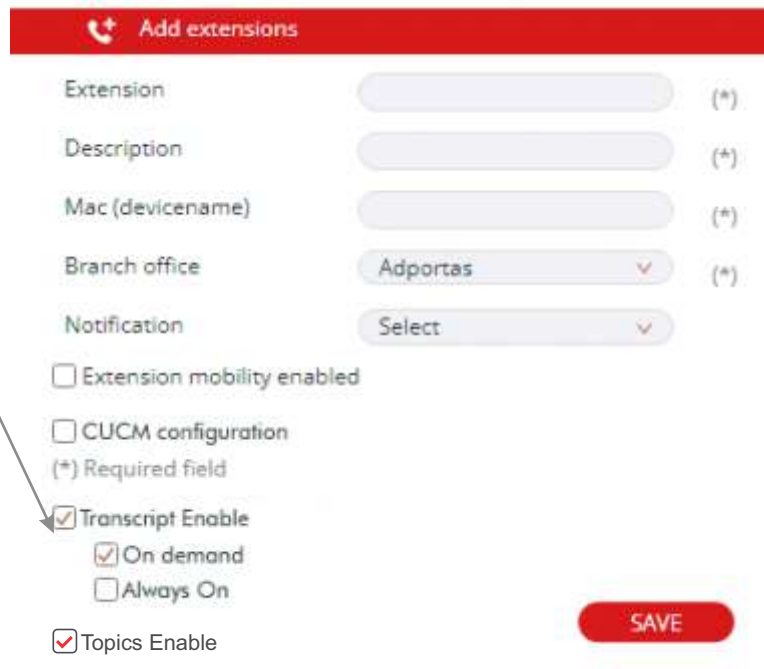 Add extensions
Extension (*)
Description (*)
Mac (devicename) (*)
Branch office Adportas (*)
Notification Select
Extension mobility enabled
CUCM configuration
(*) Required field
Transcript Enable
On demand
Always On
SAVE
Topics Enable